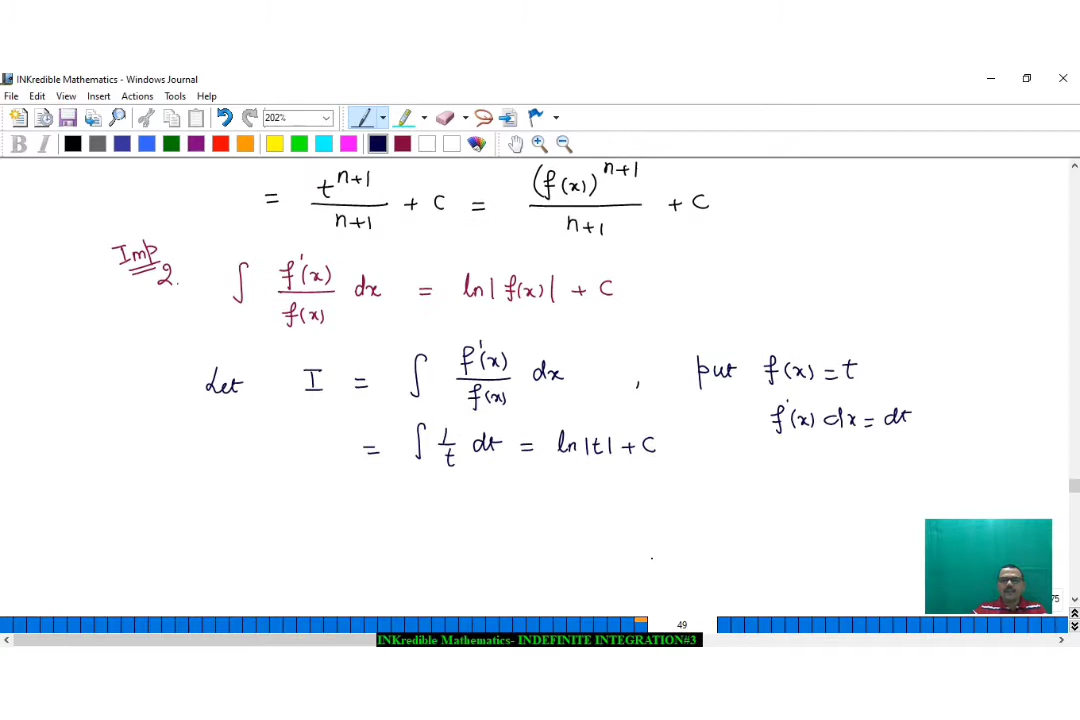 INKredible Mathematics - Windows Journal
File Edit View Insert Actions Tools Help
202%
B I
= t^{n+1}/(n+1) + C = (f(x))^{n+1}/(n+1) + C
Imp
2. ∫ f'(x)/f(x) dx = ln|f(x)| + C
Let I = ∫ f'(x)/f(x) dx , put f(x) = t
f'(x) dx = dt
= ∫ 1/t dt = ln|t| + C
75
49
INKredible Mathematics- INDEFINITE INTEGRATION#3